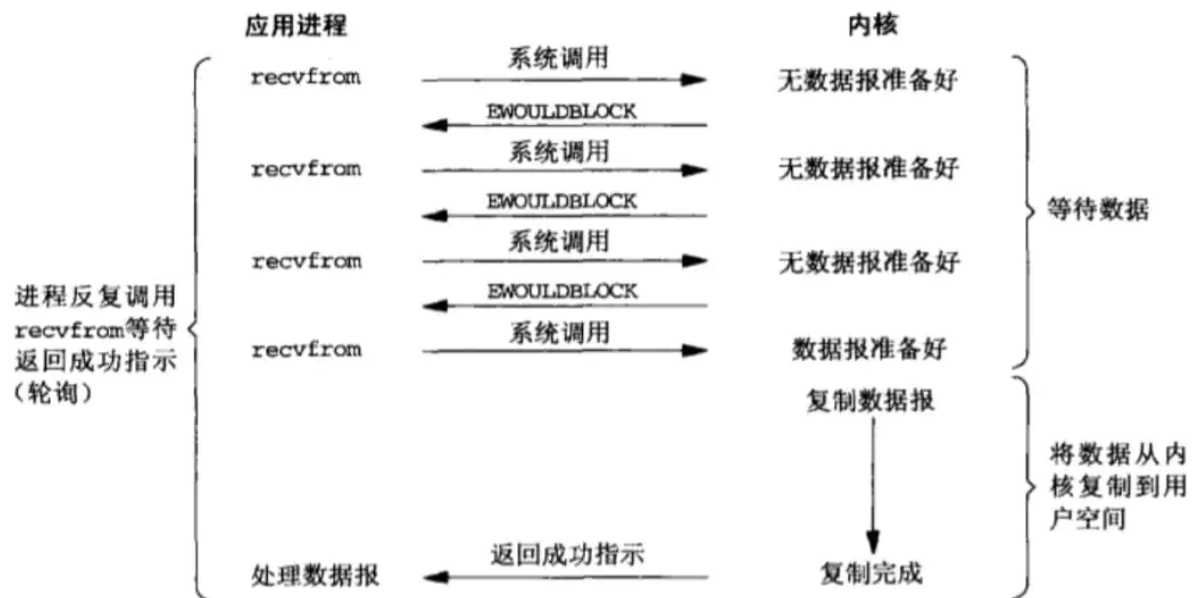 应用进程
内核
系统调用
recvfrom
无数据报准备好
EWOULDBLOCK
系统调用
recvfrom
无数据报准备好
EWOULDBLOCK
等待数据
系统调用
recvfrom
无数据报准备好
EWOULDBLOCK
系统调用
recvfrom
数据报准备好
进程反复调用
recvfrom等待
返回成功指示
(轮询)
复制数据报
将数据从内
核复制到用
户空间
返回成功指示
处理数据报
复制完成